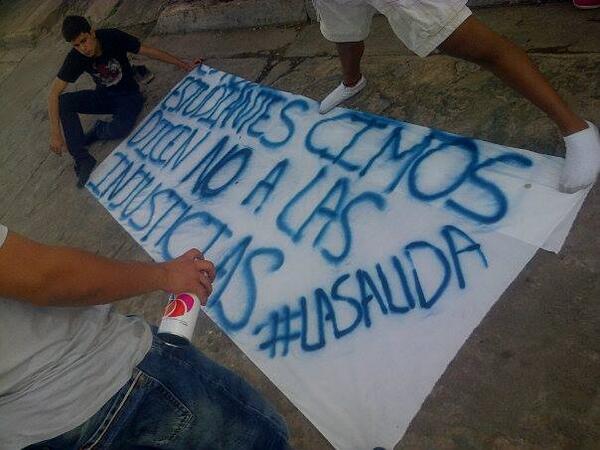 ESTUDIANTES CIMOS
DICEN NO A LAS
INJUSTICIAS
#LASALIDA